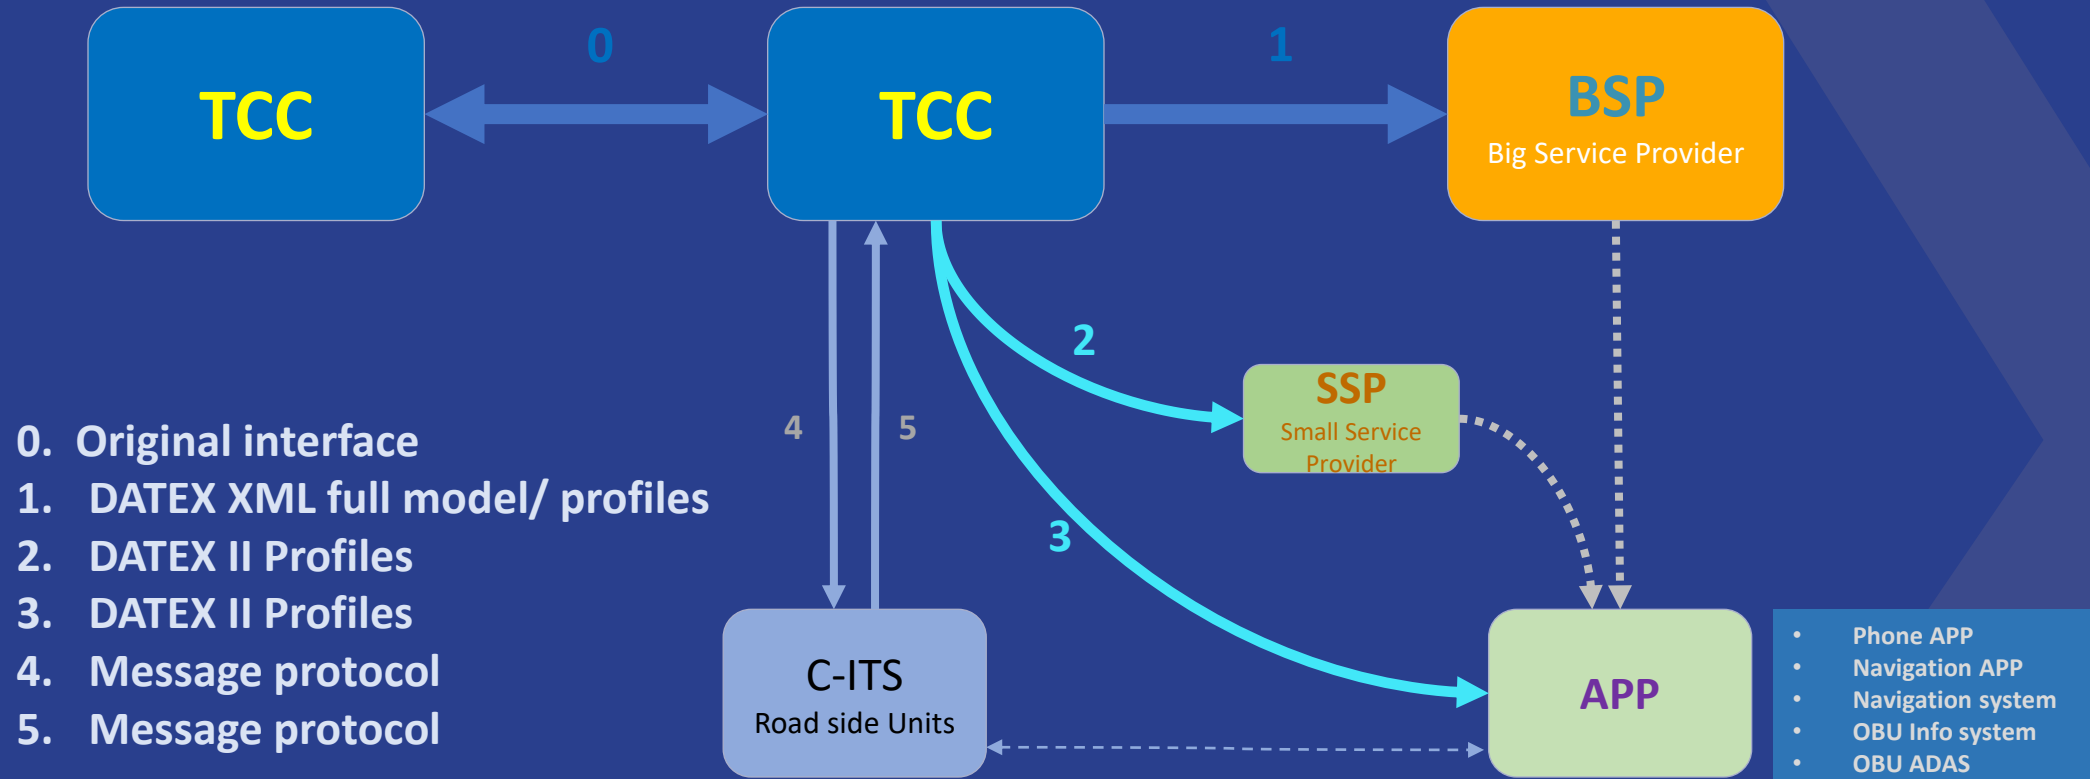 0
1
TCC
TCC
BSP
Big Service Provider
2
SSP
Small Service
Provider
4
5
3
0. Original interface
1. DATEX XML full model/ profiles
2. DATEX II Profiles
3. DATEX II Profiles
4. Message protocol
5. Message protocol
C-ITS
Road side Units
APP
• Phone APP
• Navigation APP
• Navigation system
• OBU Info system
• OBU ADAS